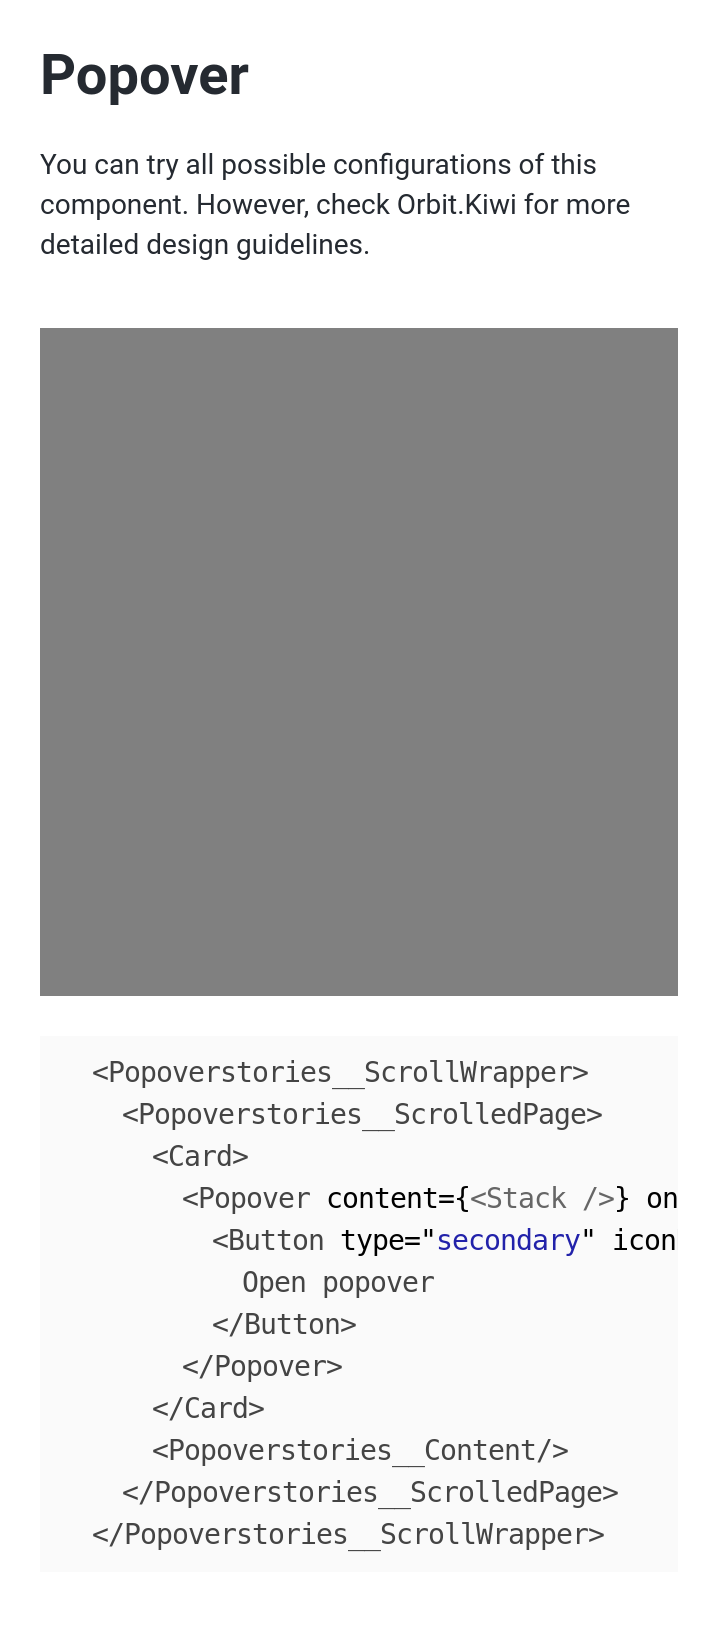 Popover
You can try all possible configurations of this
component. However, check Orbit.Kiwi for more
detailed design guidelines.
<Popoverstories__ScrollWrapper>
<Popoverstories__ScrolledPage>
<Card>
<Popover content={<Stack />} on
<Button type="secondary" icon
Open popover
</Button>
</Popover>
</Card>
<Popoverstories__Content/>
</Popoverstories__ScrolledPage>
</Popoverstories__ScrollWrapper>